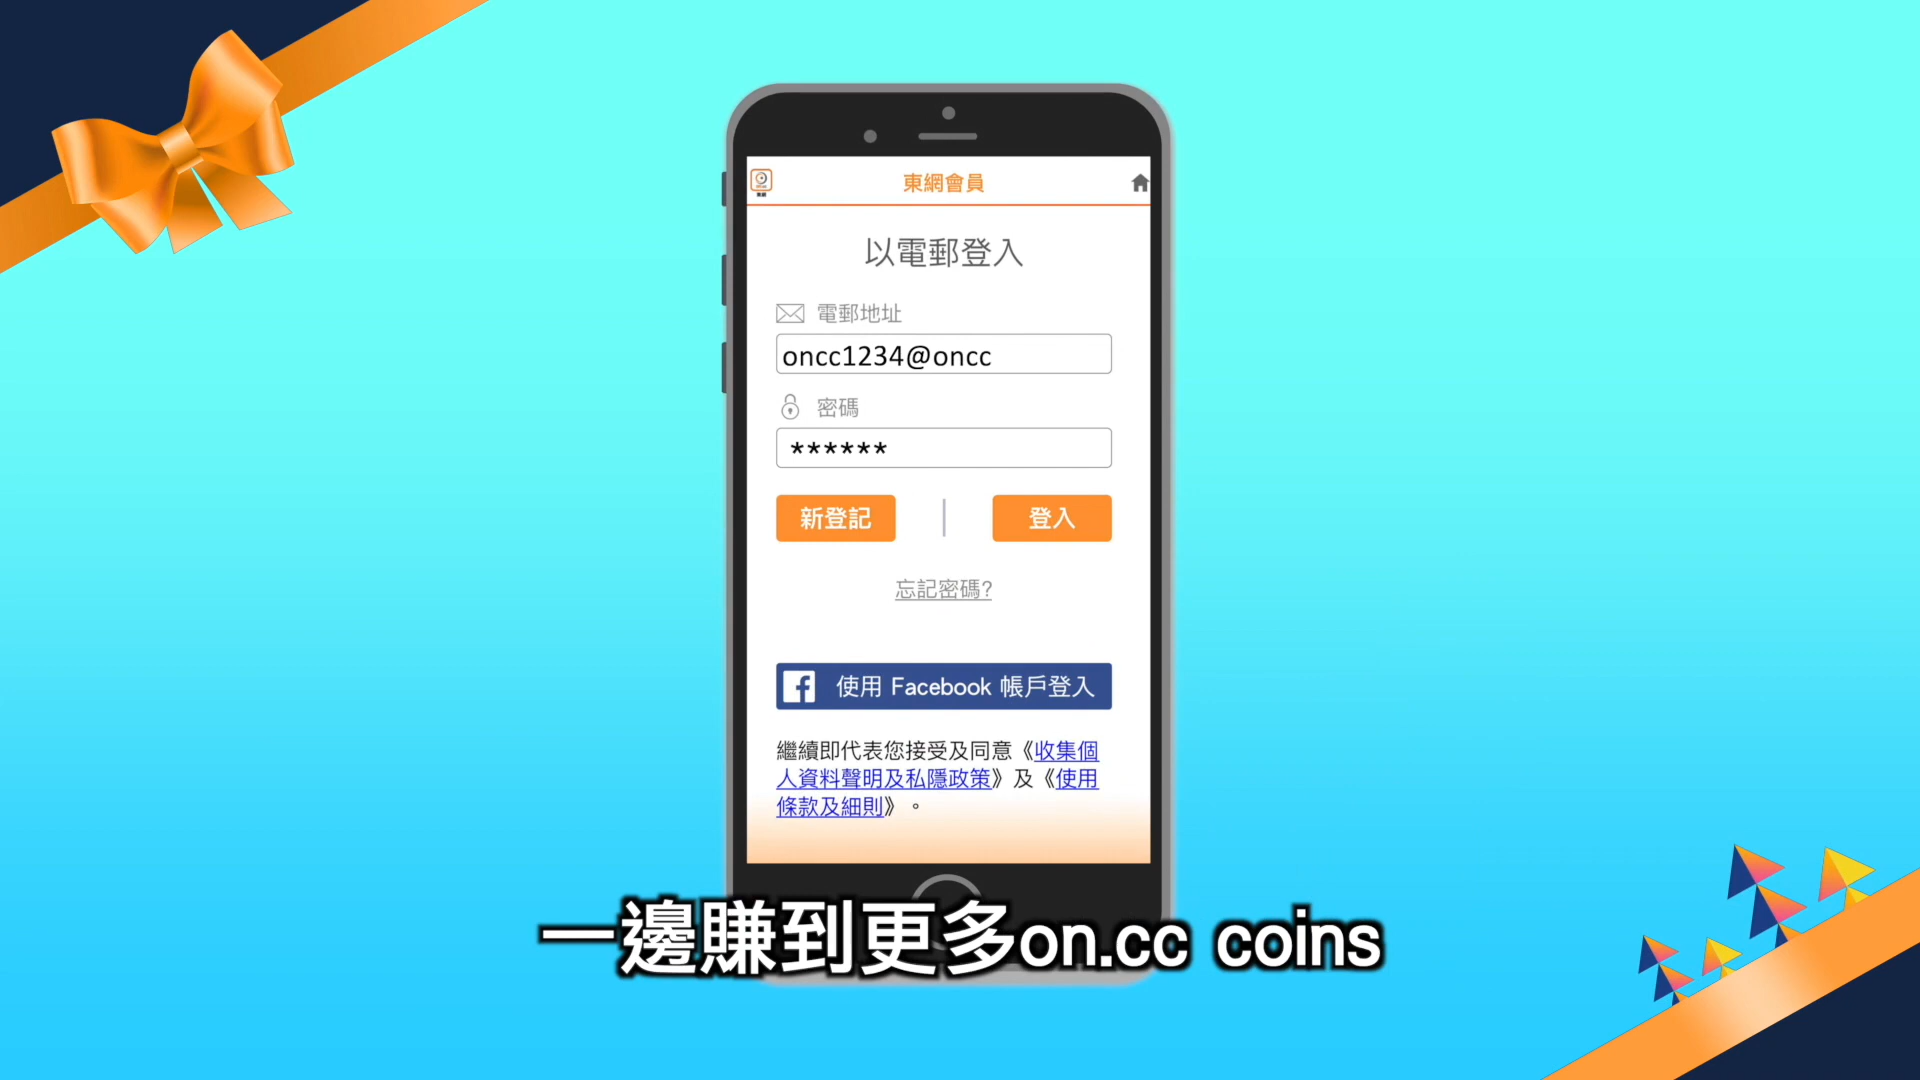 東網會員
以電郵登入
電郵地址
oncc1234@oncc
密碼
******
新登記
登入
忘記密碼?
使用 Facebook 帳戶登入
繼續即代表您接受及同意《收集個
人資料聲明及私隱政策》及《使用
條款及細則》。
一邊賺到更多on.cc coins